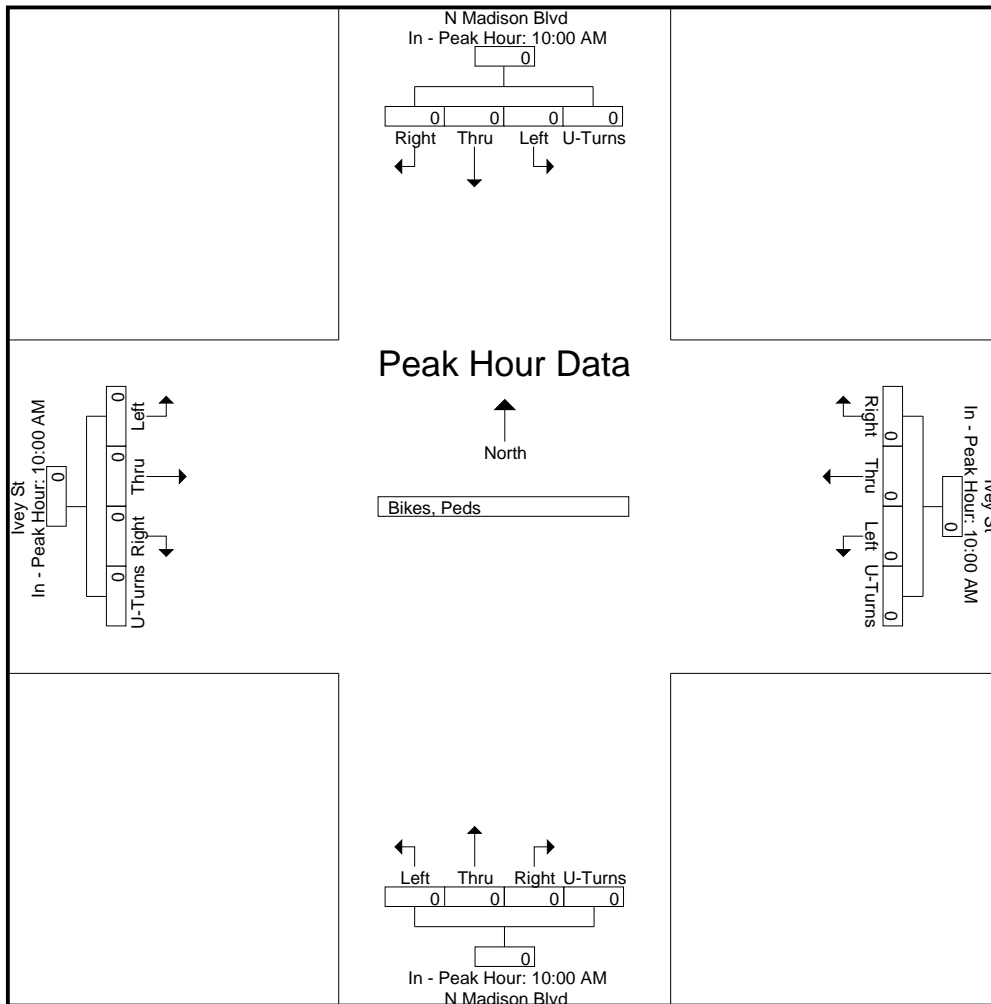 N Madison Blvd
In - Peak Hour: 10:00 AM
0
0 0 0 0
Right Thru Left U-Turns
Peak Hour Data
North
Bikes, Peds
Ivey St
In - Peak Hour: 10:00 AM
0
0 0 0 0
Left Thru Right U-Turns
Ivey St
In - Peak Hour: 10:00 AM
0
0 0 0 0
Right Thru Left U-Turns
Left Thru Right U-Turns
0 0 0 0
0
In - Peak Hour: 10:00 AM
N Madison Blvd